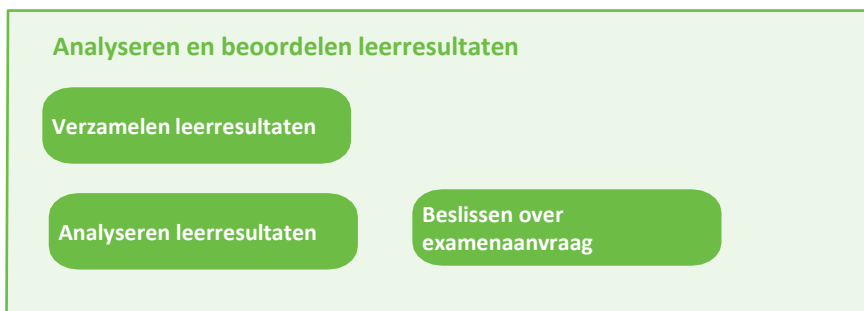 Analyseren en beoordelen leerresultaten
Verzamelen leerresultaten
Analyseren leerresultaten
Beslissen over
examenaanvraag